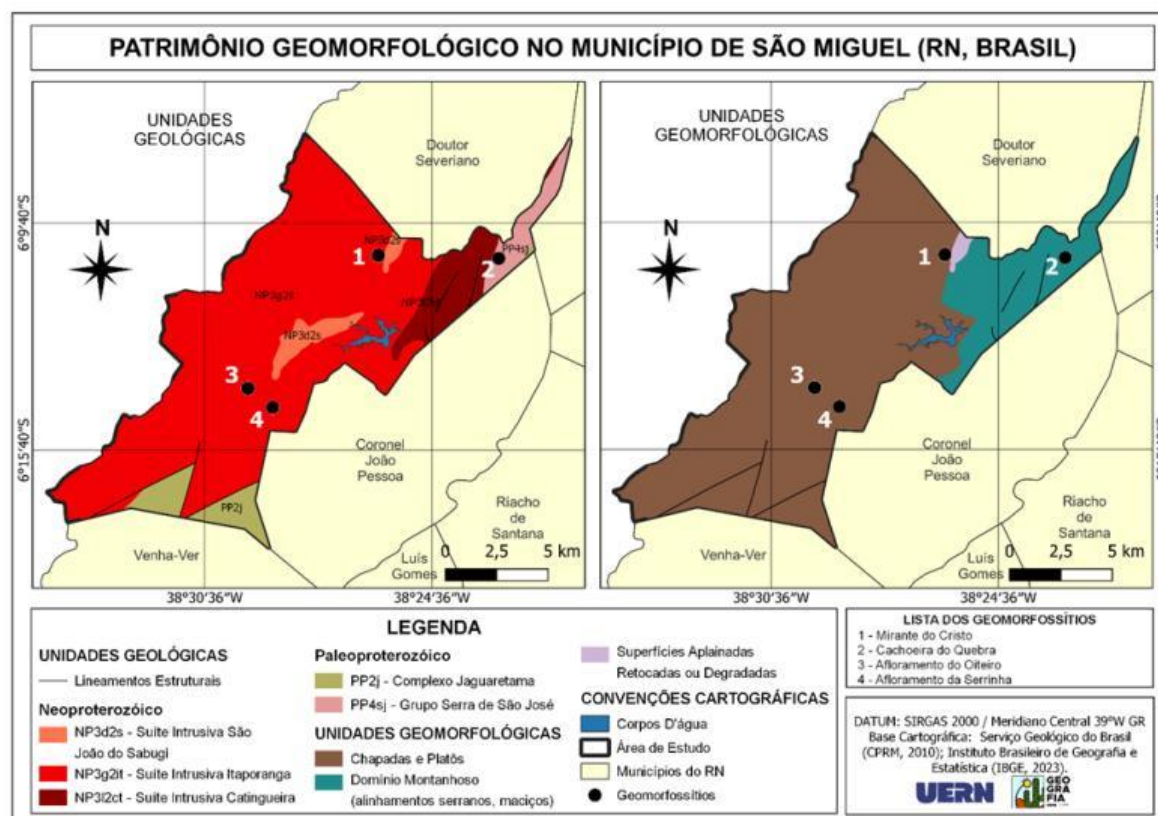 PATRIMÔNIO GEOMORFOLÓGICO NO MUNICÍPIO DE SÃO MIGUEL (RN, BRASIL)
UNIDADES
GEOLÓGICAS
Doutor
Severiano
6°9'40"S
N
NP3d2s
1
PP4sj
2
NP3g2it
NP3d2s
3
4
6°15'40"S
Coronel
João
Pessoa
PP2j
Riacho
de
Santana
Venha-Ver
Luís
Gomes
0 2,5 5 km
38°30'36"W
38°24'36"W
UNIDADES
GEOMORFOLÓGICAS
Doutor
Severiano
N
1
2
3
4
Coronel
João
Pessoa
Riacho
de
Santana
Venha-Ver
Luís
Gomes
0 2,5 5 km
38°30'36"W
38°24'36"W
LEGENDA
UNIDADES GEOLÓGICAS
Lineamentos Estruturais
Neoproterozóico
NP3d2s - Suite Intrusiva São
João do Sabugi
NP3g2it - Suite Intrusiva Itaporanga
NP3l2ct - Suite Intrusiva Catingueira
Paleoproterozóico
PP2j - Complexo Jaguaretama
PP4sj - Grupo Serra de São José
UNIDADES GEOMORFOLÓGICAS
Chapadas e Platôs
Domínio Montanhoso
(alinhamentos serranos, maciços)
Superfícies Aplainadas
Retocadas ou Degradadas
CONVENÇÕES CARTOGRÁFICAS
Corpos D'água
Área de Estudo
Municípios do RN
Geomorfossítios
LISTA DOS GEOMORFOSSÍTIOS
1 - Mirante do Cristo
2 - Cachoeira do Quebra
3 - Afloramento do Oiteiro
4 - Afloramento da Serrinha
DATUM: SIRGAS 2000 / Meridiano Central 39°W GR
Base Cartográfica: Serviço Geológico do Brasil
(CPRM, 2010); Instituto Brasileiro de Geografia e
Estatística (IBGE, 2023).
UERN
GEO
GRÁ
FIA